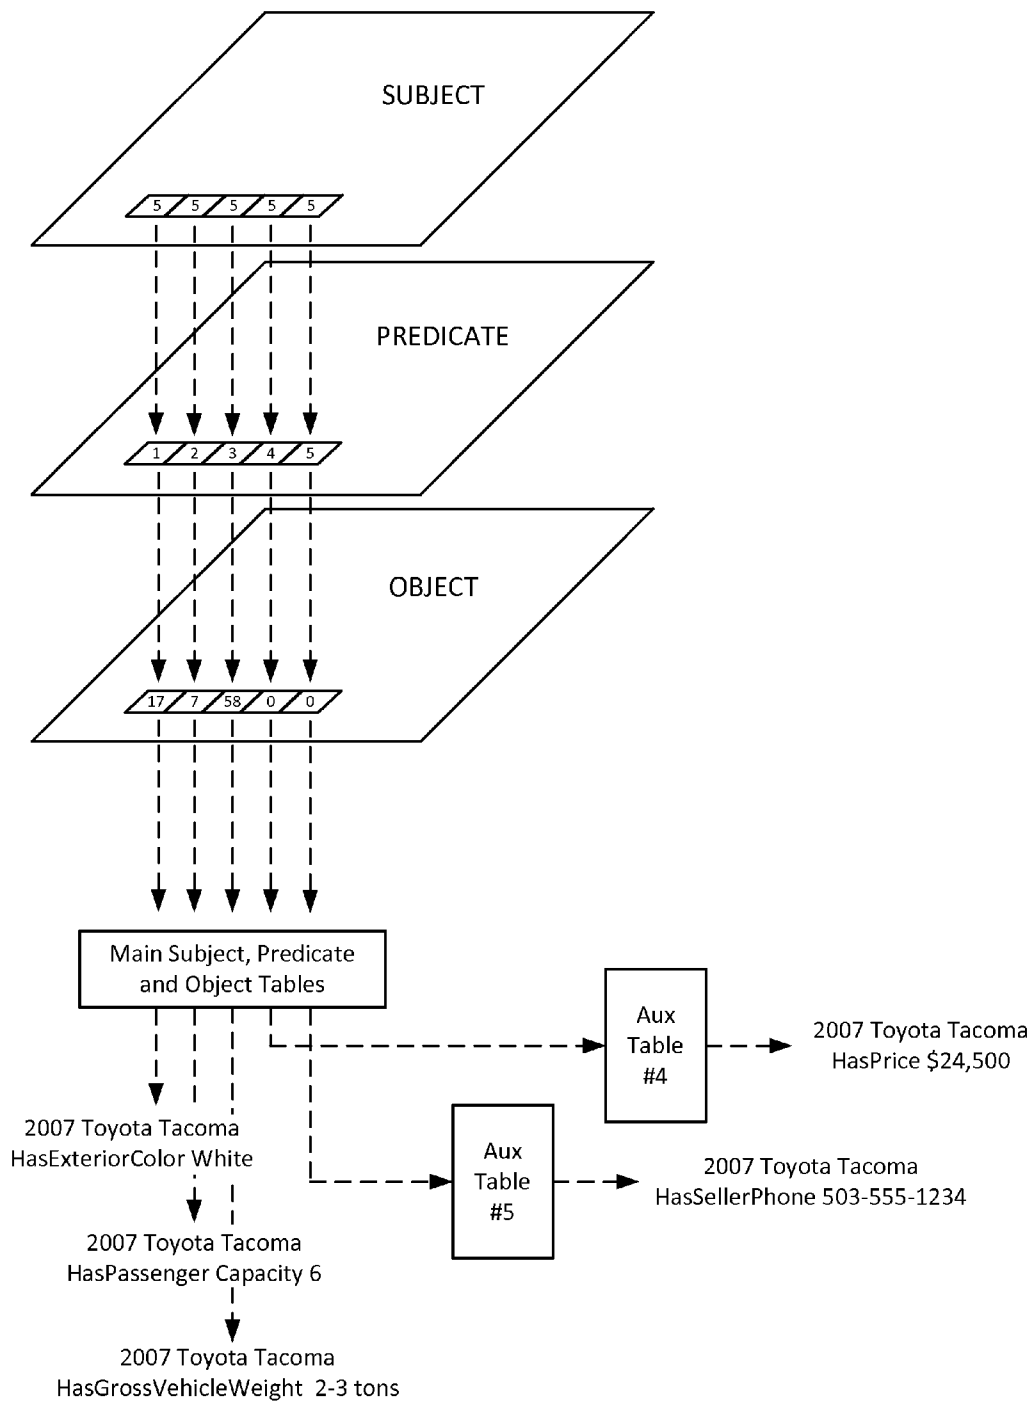 SUBJECT
5 5 5 5 5
PREDICATE
1 2 3 4 5
OBJECT
17 7 58 0 0
Main Subject, Predicate
and Object Tables
Aux
Table
#4
2007 Toyota Tacoma
HasPrice $24,500
2007 Toyota Tacoma
HasExteriorColor White
Aux
Table
#5
2007 Toyota Tacoma
HasSellerPhone 503-555-1234
2007 Toyota Tacoma
HasPassenger Capacity 6
2007 Toyota Tacoma
HasGrossVehicleWeight 2-3 tons